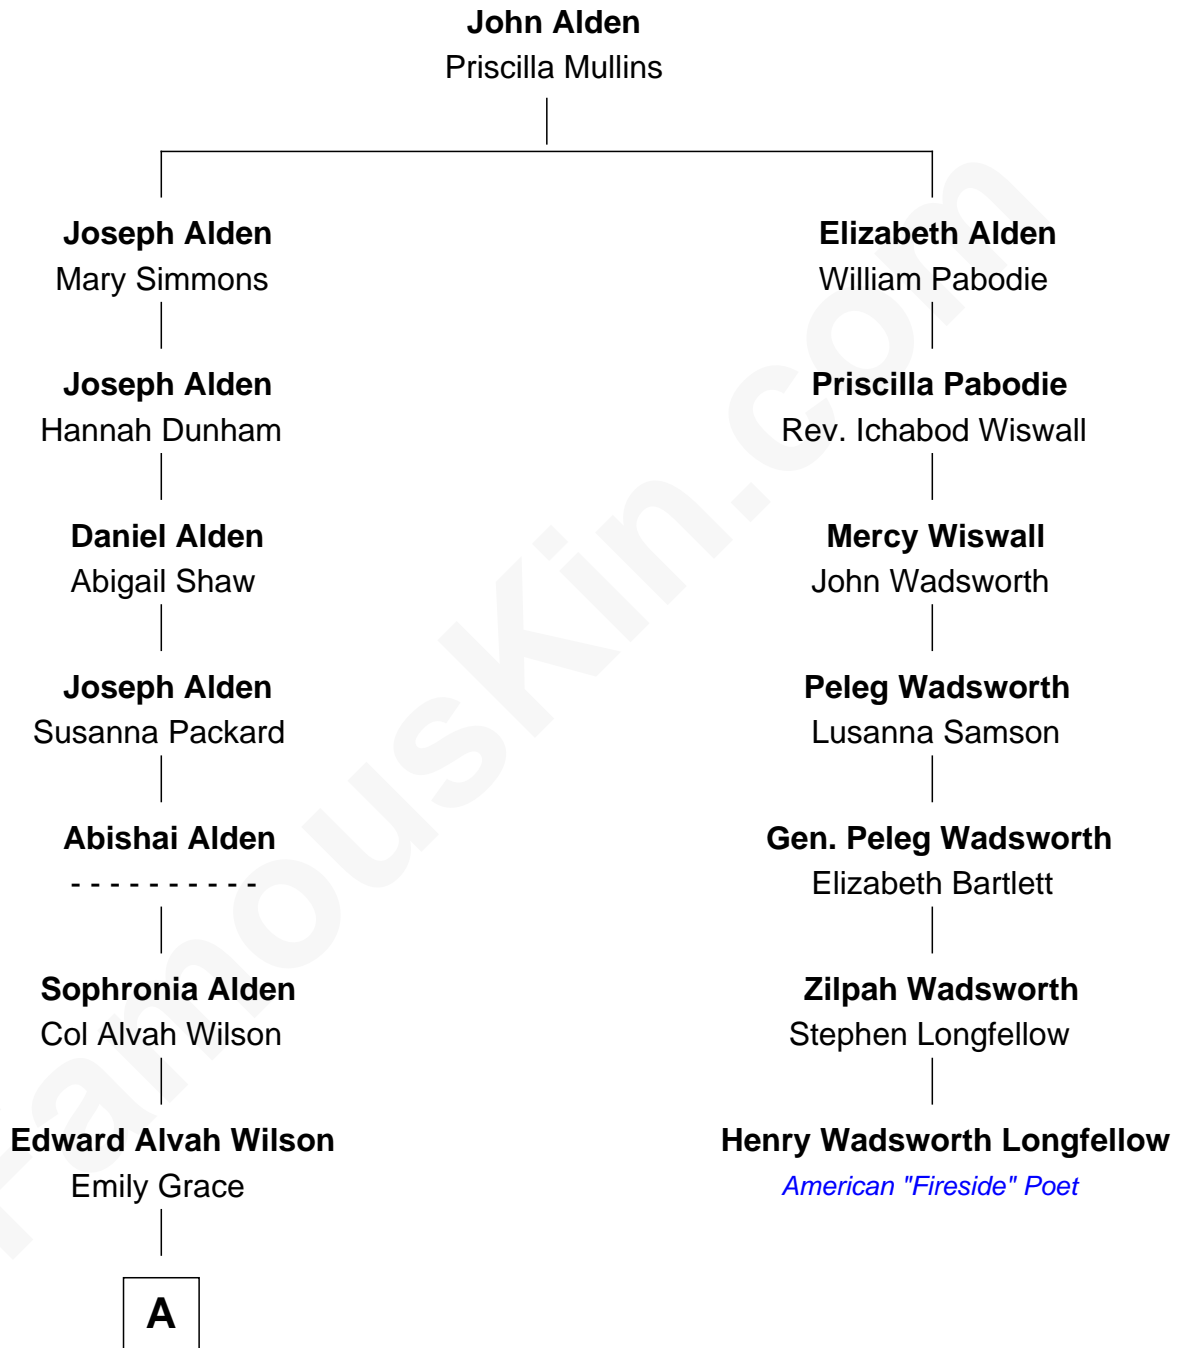 John Alden
Priscilla Mullins
Joseph Alden
Mary Simmons
Elizabeth Alden
William Pabodie
Joseph Alden
Hannah Dunham
Priscilla Pabodie
Rev. Ichabod Wiswall
Daniel Alden
Abigail Shaw
Mercy Wiswall
John Wadsworth
Joseph Alden
Susanna Packard
Peleg Wadsworth
Lusanna Samson
Abishai Alden
- - - - - - - - - -
Gen. Peleg Wadsworth
Elizabeth Bartlett
Sophronia Alden
Col Alvah Wilson
Zilpah Wadsworth
Stephen Longfellow
Edward Alvah Wilson
Emily Grace
Henry Wadsworth Longfellow
American "Fireside" Poet
A
FamousKin.com